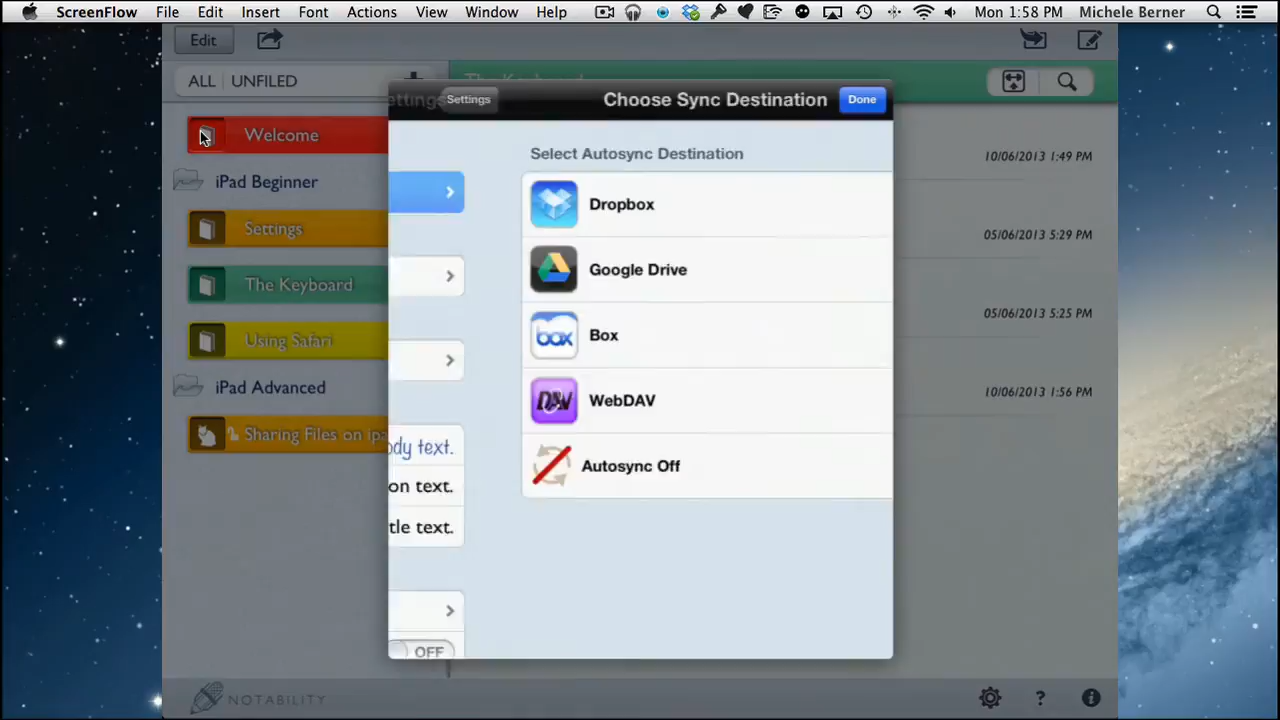 ScreenFlow File Edit Insert Font Actions View Window Help Mon 1:58 PM Michele Berner
Edit
ALL UNFILED
The Keyboard
Settings
Choose Sync Destination
Done
Welcome
10/06/2013 1:49 PM
Select Autosync Destination
iPad Beginner
Dropbox
Settings
05/06/2013 5:29 PM
Google Drive
The Keyboard
05/06/2013 5:25 PM
Box
Using Safari
iPad Advanced
10/06/2013 1:56 PM
WebDAV
Sharing Files on ipa
dy text.
Autosync Off
on text.
tle text.
OFF
NOTABILITY
?